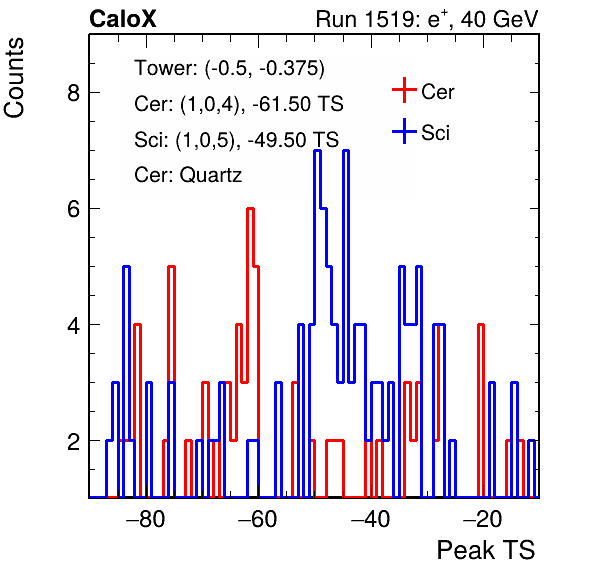 CaloX Run 1519: e⁺, 40 GeV
Counts
Tower: (-0.5, -0.375)
Cer: (1,0,4), -61.50 TS
Sci: (1,0,5), -49.50 TS
Cer: Quartz
Cer
Sci
8
6
4
2
−80 −60 −40 −20
Peak TS